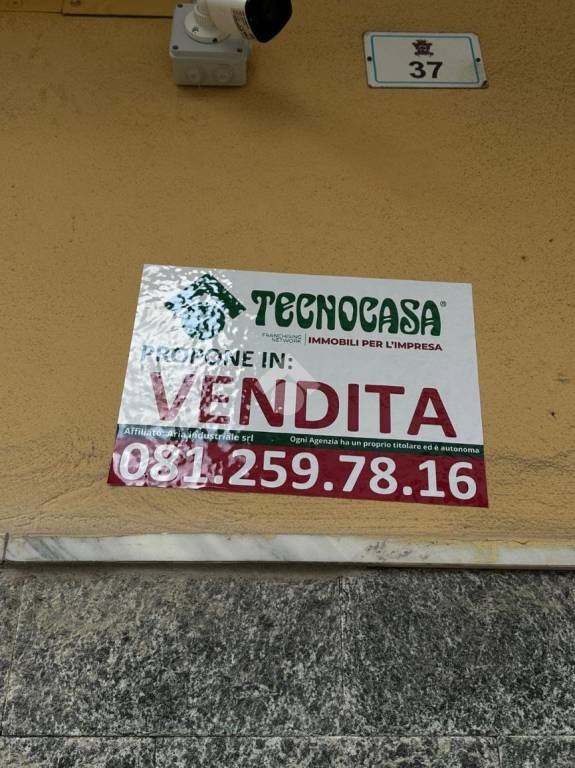 37
TECNOCASA®
FRANCHISING NETWORK | IMMOBILI PER L'IMPRESA
PROPONE IN:
VENDITA
Affiliato: Aria industriale srl Ogni Agenzia ha un proprio titolare ed è autonoma
081.259.78.16